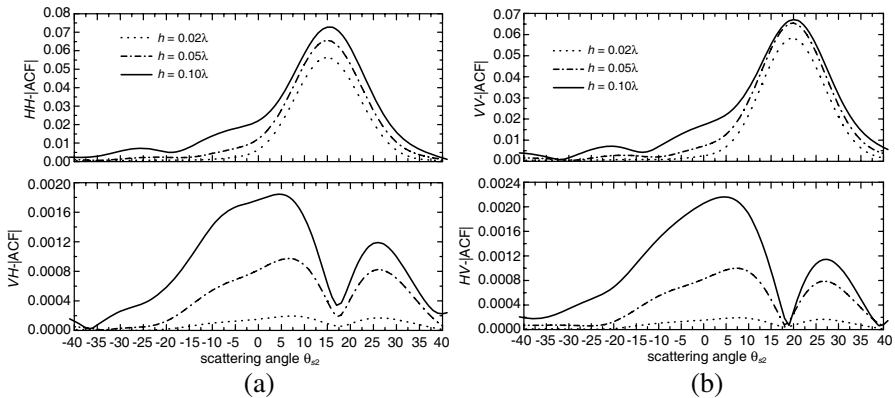 HH-|ACF|
0.08
0.07
0.06
0.05
0.04
0.03
0.02
0.01
0.00
h = 0.02λ
h = 0.05λ
h = 0.10λ
VH-|ACF|
0.0020
0.0016
0.0012
0.0008
0.0004
0.0000
-40 -35 -30 -25 -20 -15 -10 -5 0 5 10 15 20 25 30 35 40
scattering angle θs2
(a)
VV-|ACF|
0.07
0.06
0.05
0.04
0.03
0.02
0.01
0.00
h = 0.02λ
h = 0.05λ
h = 0.10λ
HV-|ACF|
0.0024
0.0020
0.0016
0.0012
0.0008
0.0004
0.0000
-40 -35 -30 -25 -20 -15 -10 -5 0 5 10 15 20 25 30 35 40
scattering angle θs2
(b)